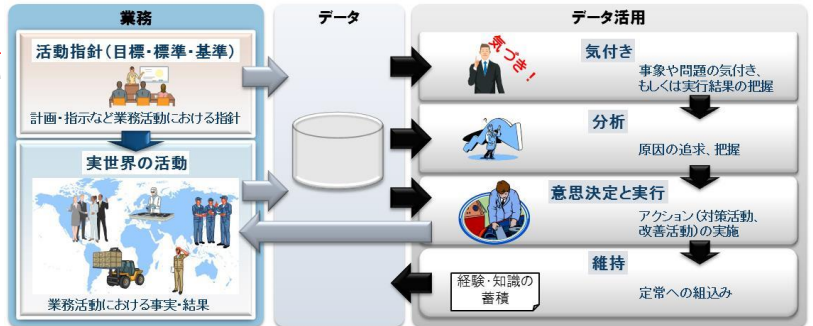 業務
活動指針(目標・標準・基準)
計画・指示など業務活動における指針
実世界の活動
業務活動における事実・結果
データ
データ活用
気づき!
気付き
事象や問題の気付き、
もしくは実行結果の把握
分析
原因の追求、把握
意思決定と実行
アクション(対策活動、
改善活動)の実施
維持
経験・知識の
蓄積
定常への組込み